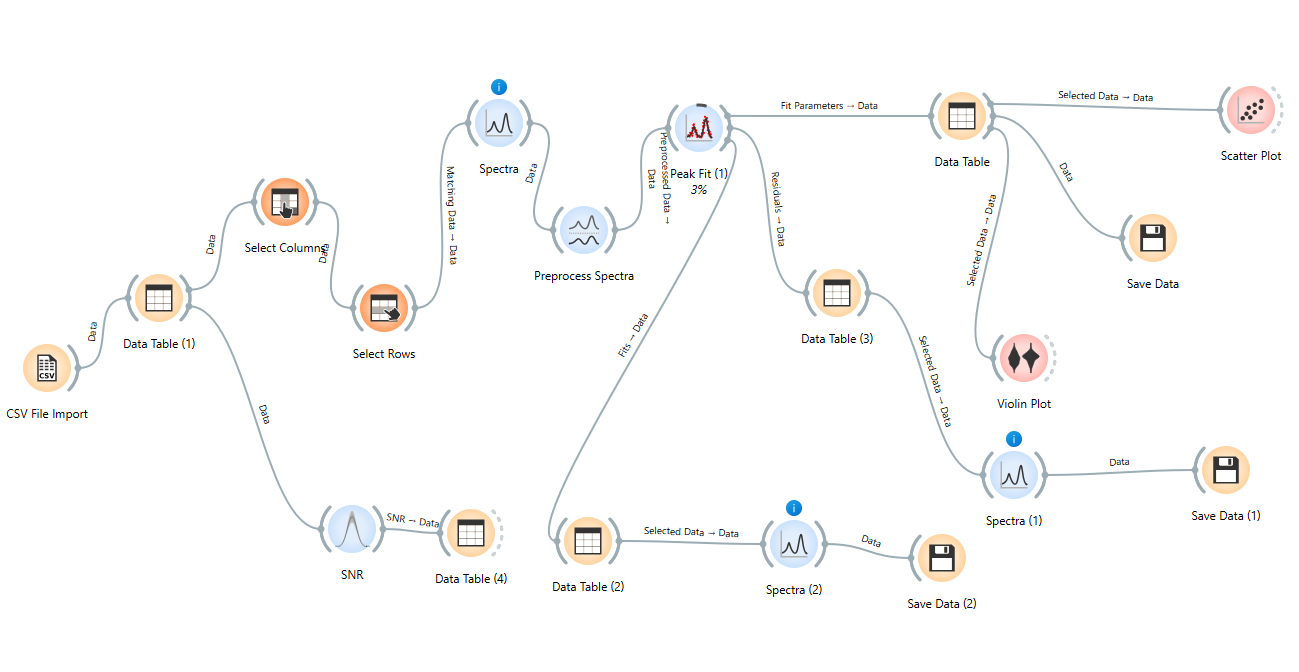 i
Spectra
Fit Parameters → Data
Selected Data → Data
Scatter Plot
Data Table
Data
Data
Preprocessed Data →
Data
Peak Fit (1)
3%
Matching Data → Data
Residuals → Data
Selected Data → Data
Select Columns
Data
Data
Preprocess Spectra
Save Data
Data
Data Table (1)
Data Table (3)
Select Rows
Fits → Data
Selected Data → Data
CSV
CSV File Import
Data
Violin Plot
i
Data
Spectra (1)
Save Data (1)
i
SNR → Data
SNR
Data Table (4)
Selected Data → Data
Data
Data Table (2)
Spectra (2)
Save Data (2)